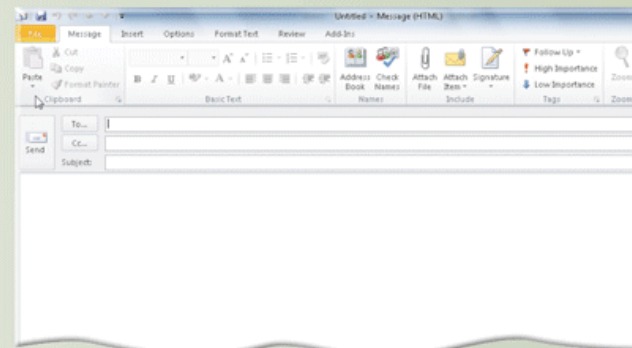 Untitled - Message (HTML)
File Message Insert Options Format Text Review Add-Ins
Cut
Copy
Format Painter
Paste
B I U A
Address Book
Check Names
Attach File
Attach Item
Signature
Follow Up
High Importance
Low Importance
Zoom
Clipboard Basic Text Names Include Tags Zoom
To...
Cc...
Subject:
Send